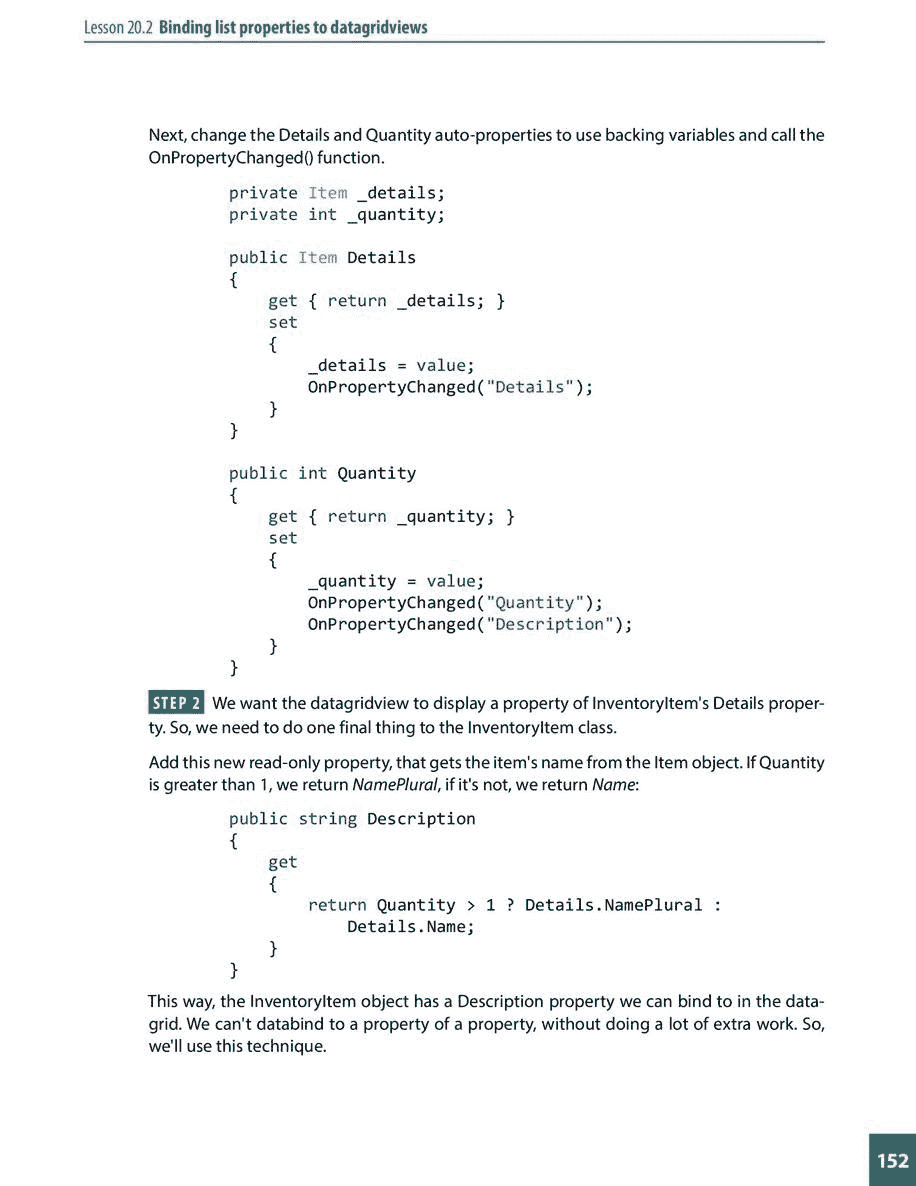 Lesson 20.2 Binding list properties to datagridviews
Next, change the Details and Quantity auto-properties to use backing variables and call the
OnPropertyChanged() function.
private Item _details;
private int _quantity;
public Item Details
{
get { return _details; }
set
{
_details = value;
OnPropertyChanged("Details");
}
}
public int Quantity
{
get { return _quantity; }
set
{
_quantity = value;
OnPropertyChanged("Quantity");
OnPropertyChanged("Description");
}
}
STEP 2 We want the datagridview to display a property of InventoryItem's Details proper-
ty. So, we need to do one final thing to the InventoryItem class.
Add this new read-only property, that gets the item's name from the Item object. If Quantity
is greater than 1, we return NamePlural, if it's not, we return Name:
public string Description
{
get
{
return Quantity > 1 ? Details.NamePlural :
Details.Name;
}
}
This way, the InventoryItem object has a Description property we can bind to in the data-
grid. We can't databind to a property of a property, without doing a lot of extra work. So,
we'll use this technique.
152